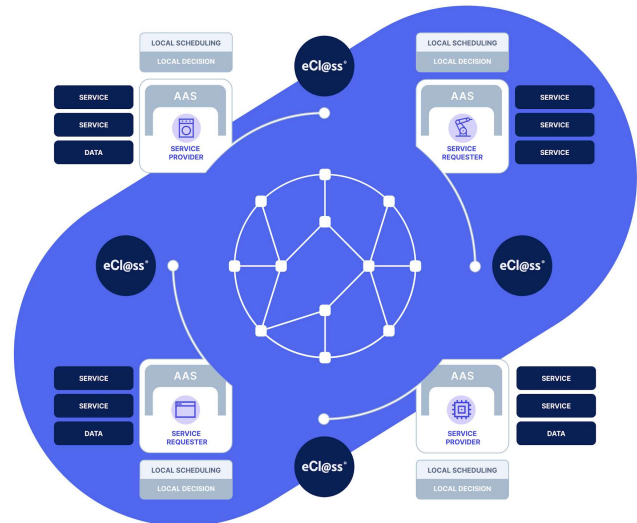 LOCAL SCHEDULING
LOCAL DECISION
eCl@ss®
LOCAL SCHEDULING
LOCAL DECISION
SERVICE
SERVICE
DATA
AAS
SERVICE
PROVIDER
AAS
SERVICE
REQUESTER
SERVICE
SERVICE
SERVICE
eCl@ss®
eCl@ss®
SERVICE
SERVICE
DATA
AAS
SERVICE
REQUESTER
AAS
SERVICE
PROVIDER
SERVICE
SERVICE
DATA
LOCAL SCHEDULING
LOCAL DECISION
eCl@ss®
LOCAL SCHEDULING
LOCAL DECISION